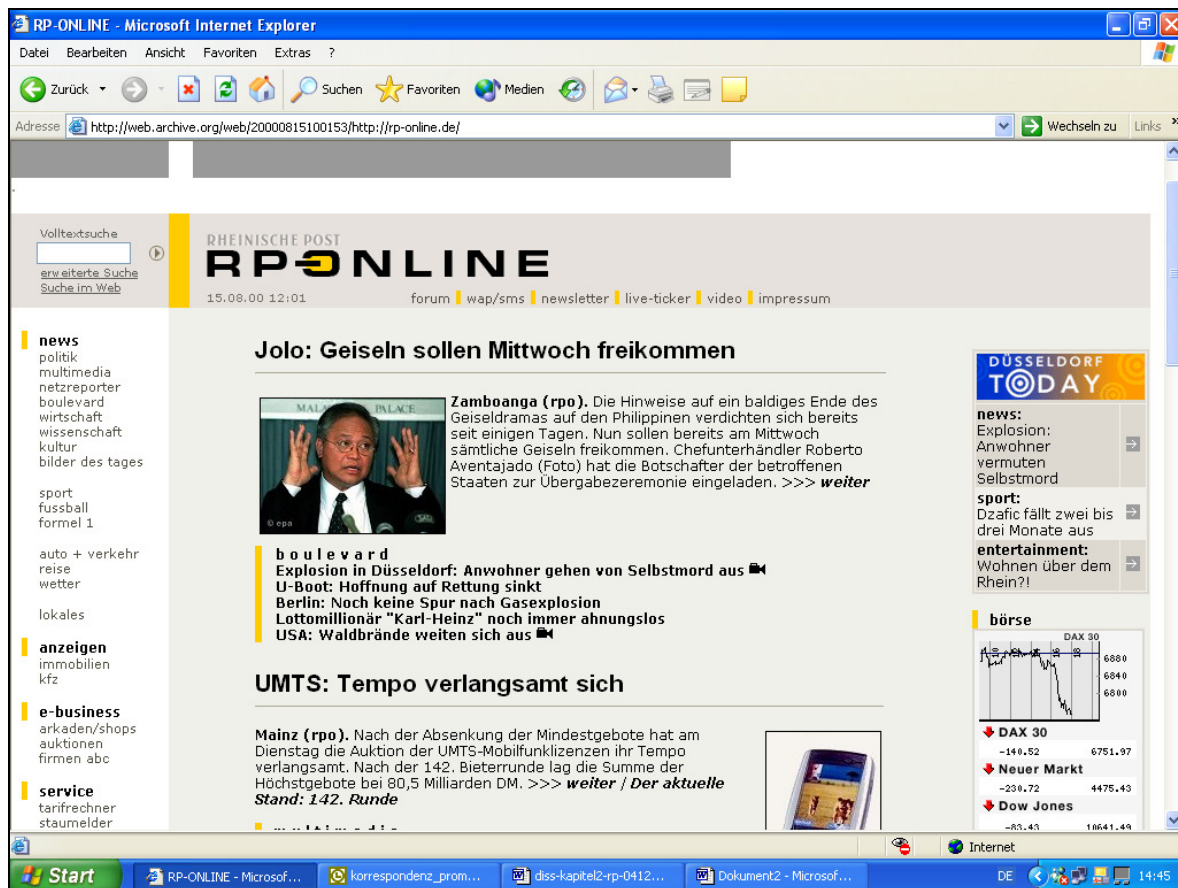 RP-ONLINE - Microsoft Internet Explorer
Datei Bearbeiten Ansicht Favoriten Extras ?
Zurück Suchen Favoriten Medien
Adresse http://web.archive.org/web/20000815100153/http://rp-online.de/ Wechseln zu Links »
Volltextsuche
erweiterte Suche
Suche im Web
RHEINISCHE POST
RP-ONLINE
15.08.00 12:01
forum wap/sms newsletter live-ticker video impressum
news
politik
multimedia
netzreporter
boulevard
wirtschaft
wissenschaft
kultur
bilder des tages
sport
fussball
formel 1
auto + verkehr
reise
wetter
lokales
anzeigen
immobilien
kfz
e-business
arkaden/shops
auktionen
firmen abc
service
tarifrechner
staumelder
Jolo: Geiseln sollen Mittwoch freikommen
PALACE
© epa
Zamboanga (rpo). Die Hinweise auf ein baldiges Ende des
Geiseldramas auf den Philippinen verdichten sich bereits
seit einigen Tagen. Nun sollen bereits am Mittwoch
sämtliche Geiseln freikommen. Chefunterhändler Roberto
Aventajado (Foto) hat die Botschafter der betroffenen
Staaten zur Übergabezeremonie eingeladen. >>> weiter
boulevard
Explosion in Düsseldorf: Anwohner gehen von Selbstmord aus
U-Boot: Hoffnung auf Rettung sinkt
Berlin: Noch keine Spur nach Gasexplosion
Lottomillionär "Karl-Heinz" noch immer ahnungslos
USA: Waldbrände weiten sich aus
UMTS: Tempo verlangsamt sich
Mainz (rpo). Nach der Absenkung der Mindestgebote hat am
Dienstag die Auktion der UMTS-Mobilfunklizenzen ihr Tempo
verlangsamt. Nach der 142. Bieterrunde lag die Summe der
Höchstgebote bei 80,5 Milliarden DM. >>> weiter / Der aktuelle
Stand: 142. Runde
DÜSSELDORF
TODAY
news:
Explosion:
Anwohner
vermuten
Selbstmord
sport:
Dzafic fällt zwei bis
drei Monate aus
entertainment:
Wohnen über dem
Rhein?!
börse
DAX 30
6880
6840
6800
DAX 30
-140.52 6751.97
Neuer Markt
-230.72 4475.43
Dow Jones
-83.43 10641.49
Internet
Start RP-ONLINE - Microsof... korrespondenz_prom... diss-kapitel2-rp-0412... Dokument2 - Microsof... DE 14:45